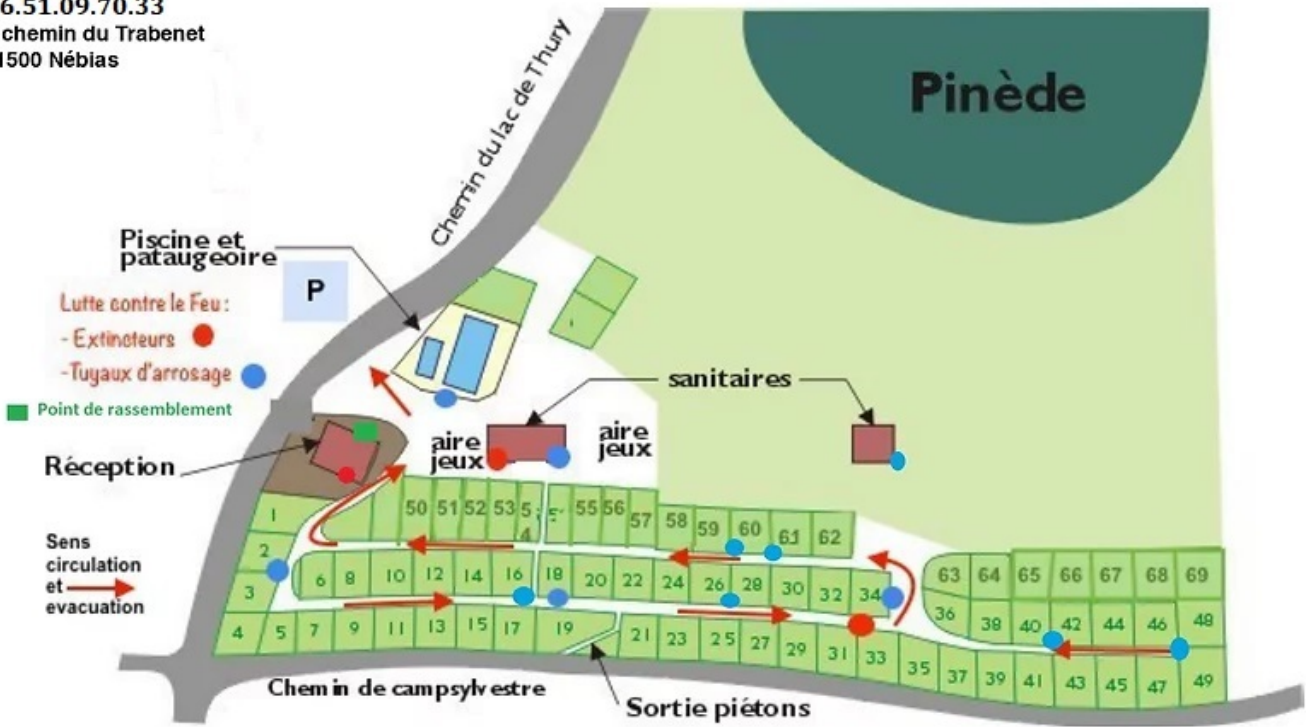 6.51.09.70.33
chemin du Trabenet
1500 Nébias
Pinède
Chemin du lac de Thury
Piscine et
pataugeoire
P
Lutte contre le Feu :
- Extincteurs
-Tuyaux d'arrosage
Point de rassemblement
sanitaires
aire
jeux
aire
jeux
Réception
Sens
circulation
et
evacuation
50 51 52 53 54 55 56 57 58 59 60 61 62
1
2
3
4 5 7 9 11 13 15 17 19 21 23 25 27 29 31 33 35 37 39 41 43 45 47 49
6 8 10 12 14 16 18 20 22 24 26 28 30 32 34
63 64 65 66 67 68 69
36 38 40 42 44 46 48
Chemin de campsylvestre
Sortie piétons